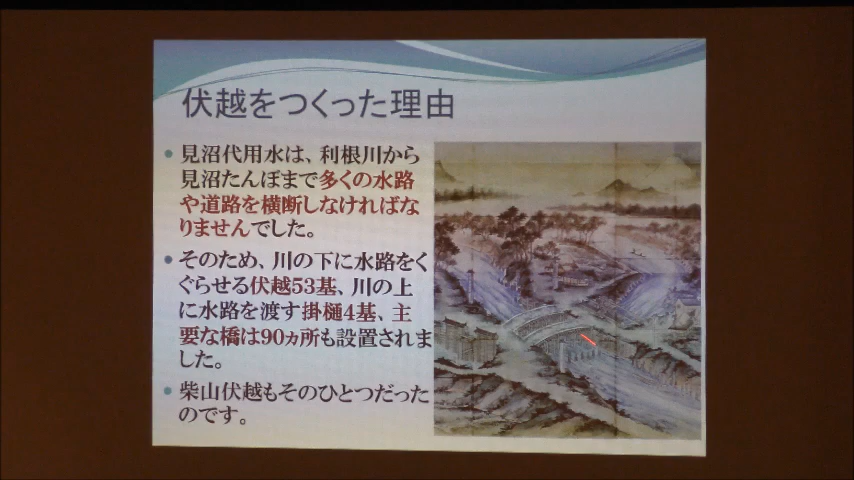 伏越をつくった理由
見沼代用水は、利根川から
見沼たんぼまで多くの水路
や道路を横断しなければな
りませんでした。
そのため、川の下に水路をく
ぐらせる伏越53基、川の上
に水路を渡す掛樋4基、主
要な橋は90ヵ所も設置されま
した。
柴山伏越もそのひとつだった
のです。